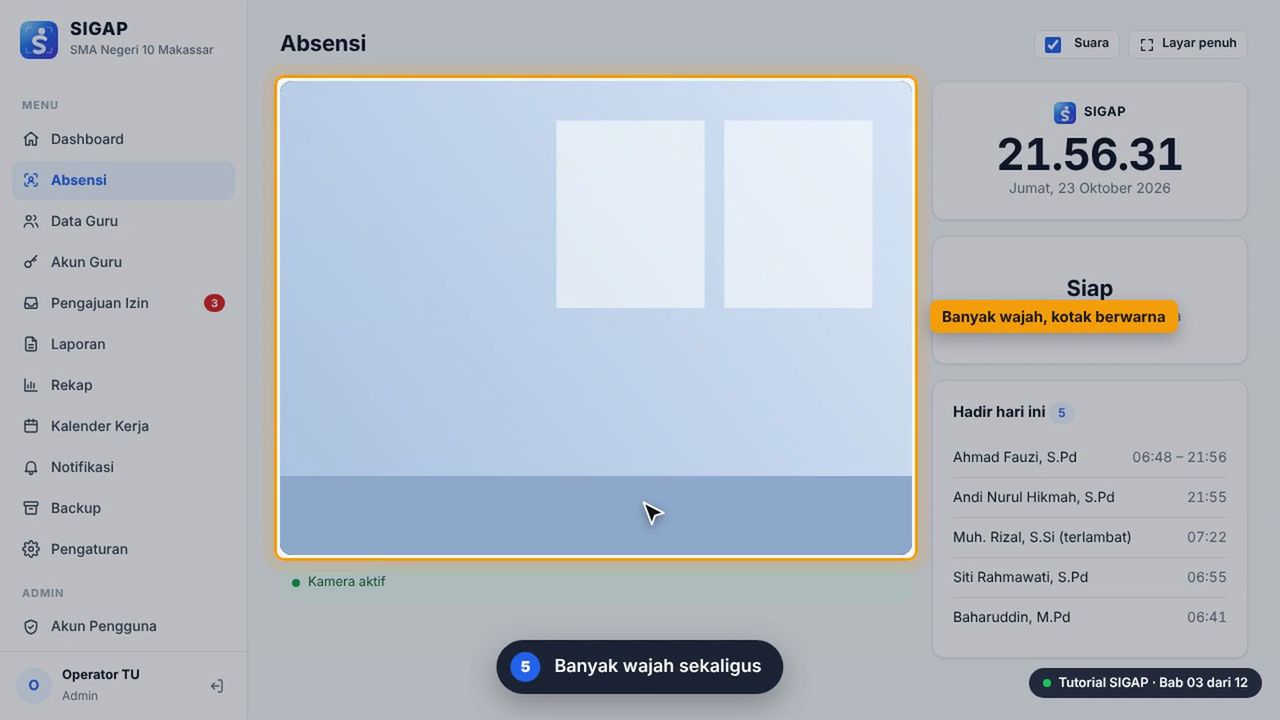 SIGAP
SMA Negeri 10 Makassar
MENU
Dashboard
Absensi
Data Guru
Akun Guru
Pengajuan Izin 3
Laporan
Rekap
Kalender Kerja
Notifikasi
Backup
Pengaturan
ADMIN
Akun Pengguna
O
Operator TU
Admin
Absensi
Suara
Layar penuh
Kamera aktif
SIGAP
21.56.31
Jumat, 23 Oktober 2026
Siap
Banyak wajah, kotak berwarna
Hadir hari ini 5
Ahmad Fauzi, S.Pd 06:48 – 21:56
Andi Nurul Hikmah, S.Pd 21:55
Muh. Rizal, S.Si (terlambat) 07:22
Siti Rahmawati, S.Pd 06:55
Baharuddin, M.Pd 06:41
5 Banyak wajah sekaligus
Tutorial SIGAP · Bab 03 dari 12